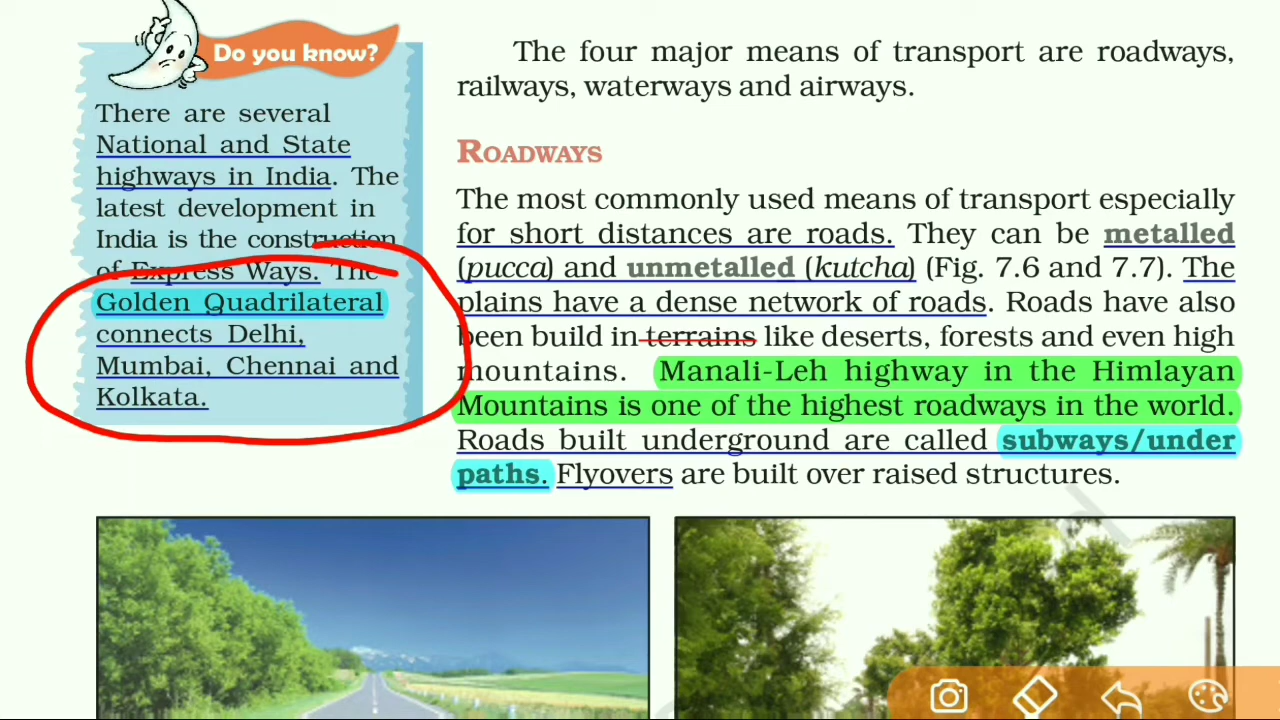 Do you know?
There are several
National and State
highways in India. The
latest development in
India is the construction
of Express Ways. The
Golden Quadrilateral
connects Delhi,
Mumbai, Chennai and
Kolkata.
The four major means of transport are roadways,
railways, waterways and airways.
ROADWAYS
The most commonly used means of transport especially
for short distances are roads. They can be metalled
(pucca) and unmetalled (kutcha) (Fig. 7.6 and 7.7). The
plains have a dense network of roads. Roads have also
been build in terrains like deserts, forests and even high
mountains. Manali-Leh highway in the Himlayan
Mountains is one of the highest roadways in the world.
Roads built underground are called subways/under
paths. Flyovers are built over raised structures.